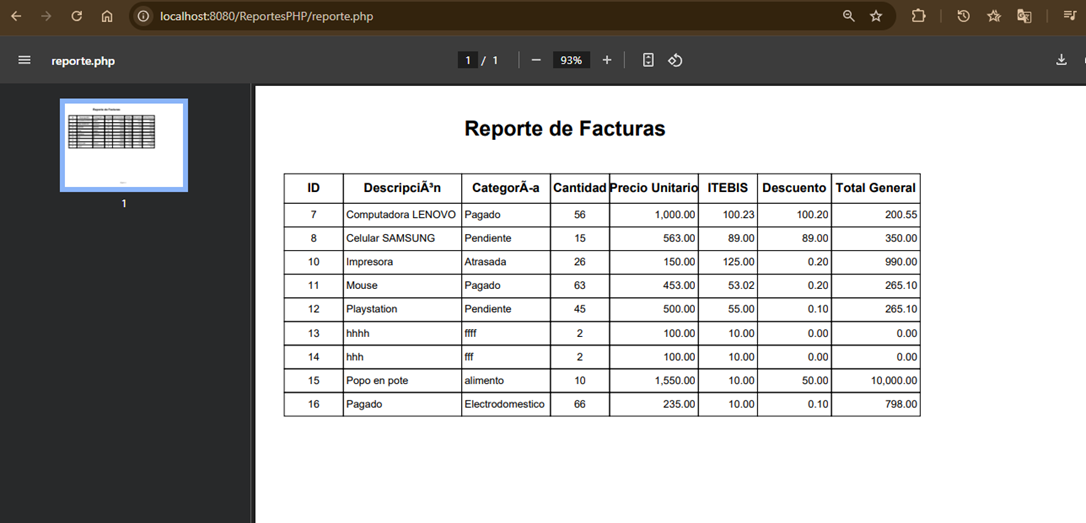 localhost:8080/ReportesPHP/reporte.php
reporte.php
1 / 1
93%
1
Reporte de Facturas
ID DescripciÃ³n CategorÃ-a Cantidad Precio Unitario ITEBIS Descuento Total General
7 Computadora LENOVO Pagado 56 1,000.00 100.23 100.20 200.55
8 Celular SAMSUNG Pendiente 15 563.00 89.00 89.00 350.00
10 Impresora Atrasada 26 150.00 125.00 0.20 990.00
11 Mouse Pagado 63 453.00 53.02 0.20 265.10
12 Playstation Pendiente 45 500.00 55.00 0.10 265.10
13 hhhh ffff 2 100.00 10.00 0.00 0.00
14 hhh fff 2 100.00 10.00 0.00 0.00
15 Popo en pote alimento 10 1,550.00 10.00 50.00 10,000.00
16 Pagado Electrodomestico 66 235.00 10.00 0.10 798.00